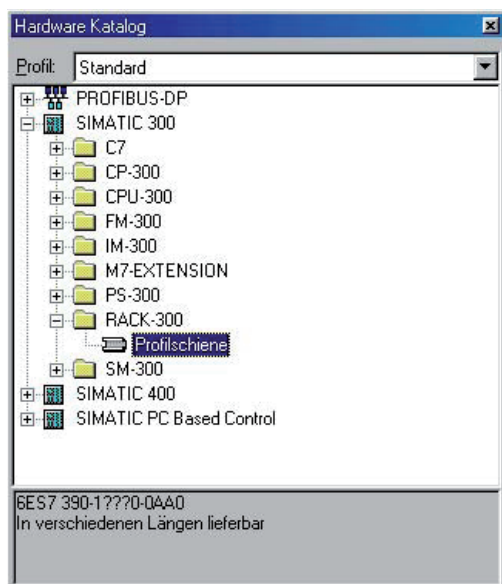 Hardware Katalog
Profil: Standard
PROFIBUS-DP
SIMATIC 300
C7
CP-300
CPU-300
FM-300
IM-300
M7-EXTENSION
PS-300
RACK-300
Profilschiene
SM-300
SIMATIC 400
SIMATIC PC Based Control
6ES7 390-1???0-0AA0
In verschiedenen Längen lieferbar